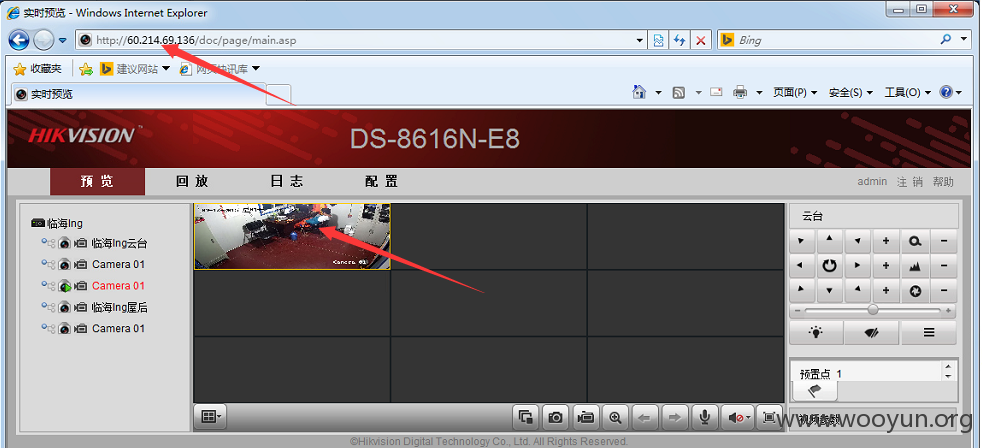 实时预览 - Windows Internet Explorer
http://60.214.69.136/doc/page/main.asp
Bing
收藏夹 建议网站 网页快讯库
实时预览 页面(P) 安全(S) 工具(O)
HIKVISION™ DS-8616N-E8
预览 回放 日志 配置 admin 注销 帮助
临海lng
临海lng云台
Camera 01
Camera 01
临海lng屋后
Camera 01
Camera 01
云台
预置点 1
视频参数
www.wooyun.org
©Hikvision Digital Technology Co., Ltd. All Rights Reserved.